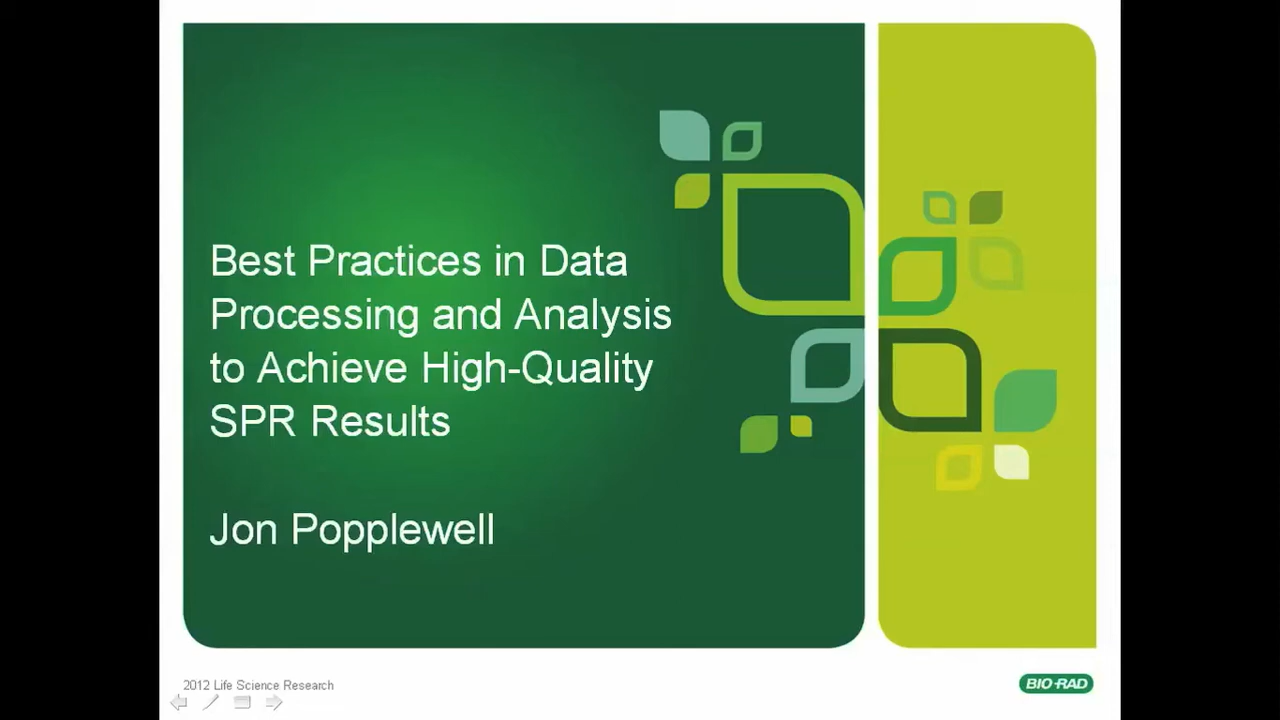 Best Practices in Data
Processing and Analysis
to Achieve High-Quality
SPR Results
Jon Popplewell
2012 Life Science Research
BIO-RAD